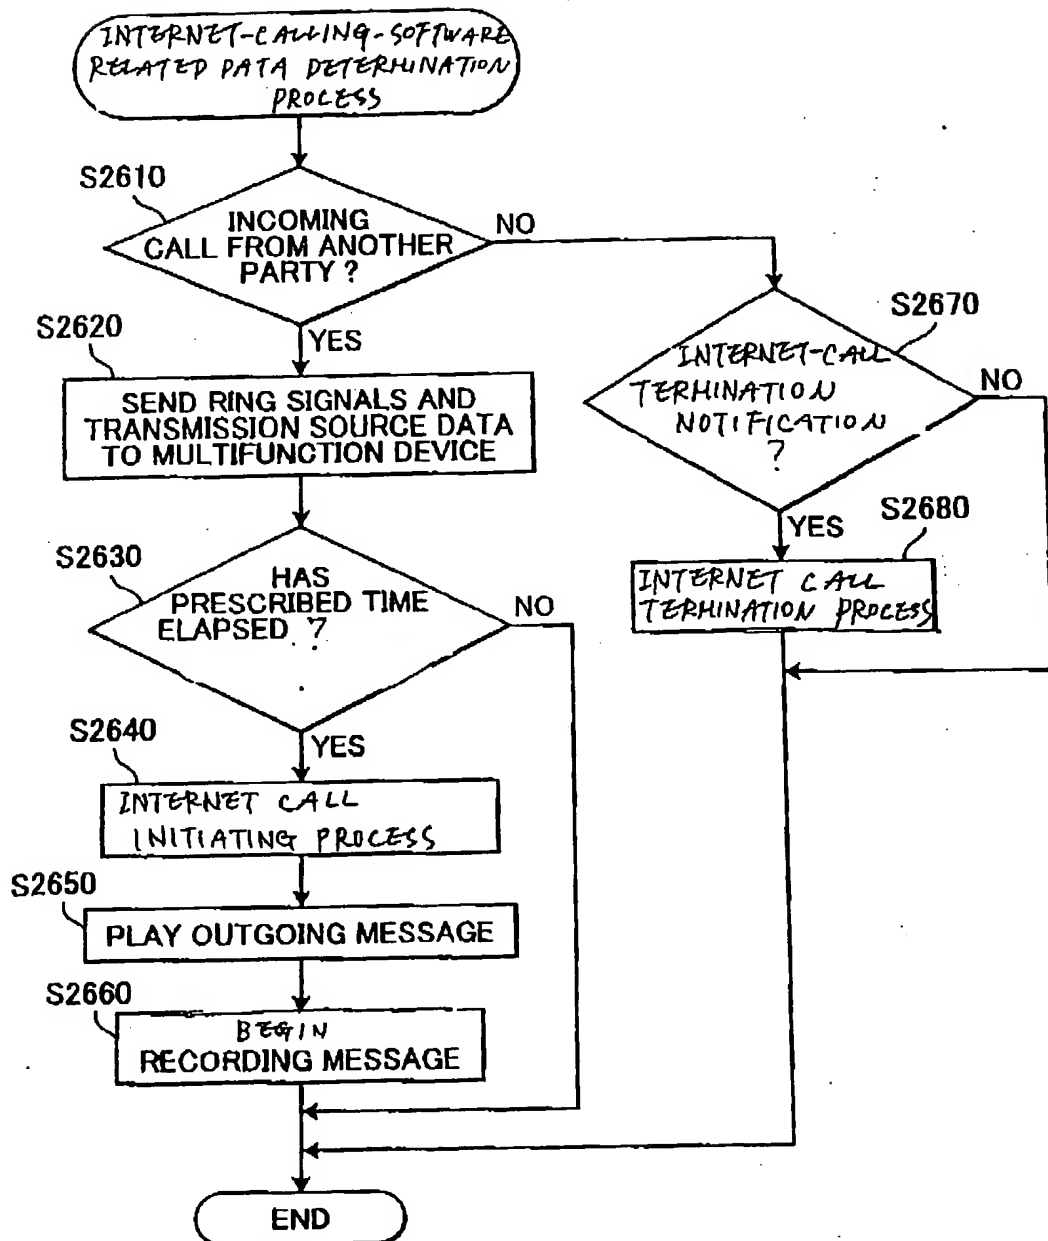 INTERNET-CALLING-SOFTWARE
RELATED DATA DETERMINATION
PROCESS
S2610
INCOMING
CALL FROM ANOTHER
PARTY ?
NO
YES
S2620
SEND RING SIGNALS AND
TRANSMISSION SOURCE DATA
TO MULTIFUNCTION DEVICE
S2630
HAS
PRESCRIBED TIME
ELAPSED ?
NO
YES
S2640
INTERNET CALL
INITIATING PROCESS
S2650
PLAY OUTGOING MESSAGE
S2660
BEGIN
RECORDING MESSAGE
S2670
INTERNET-CALL
TERMINATION
NOTIFICATION
?
NO
YES
S2680
INTERNET CALL
TERMINATION PROCESS
END